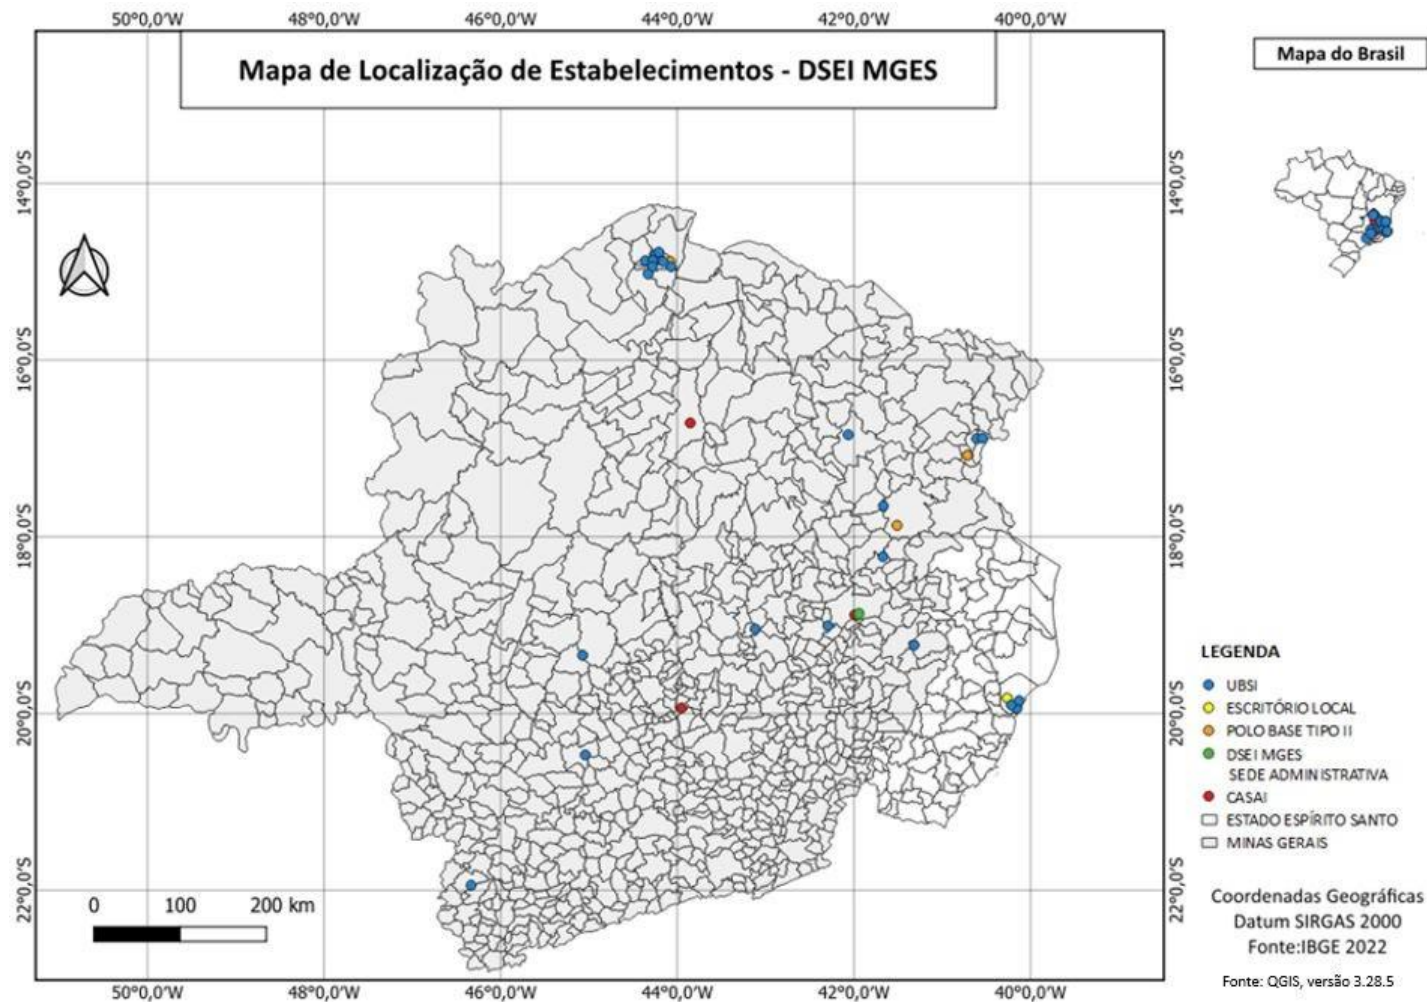 50°0,0'W 48°0,0'W 46°0,0'W 44°0,0'W 42°0,0'W 40°0,0'W
Mapa de Localização de Estabelecimentos - DSEI MGES
Mapa do Brasil
14°0,0'S 14°0,0'S
16°0,0'S 16°0,0'S
18°0,0'S 18°0,0'S
20°0,0'S 20°0,0'S
22°0,0'S 22°0,0'S
LEGENDA
UBSI
ESCRITÓRIO LOCAL
POLO BASE TIPO II
DSEI MGES
SEDE ADMINISTRATIVA
CASAI
ESTADO ESPÍRITO SANTO
MINAS GERAIS
0 100 200 km
Coordenadas Geográficas
Datum SIRGAS 2000
Fonte:IBGE 2022
Fonte: QGIS, versão 3.28.5
50°0,0'W 48°0,0'W 46°0,0'W 44°0,0'W 42°0,0'W 40°0,0'W